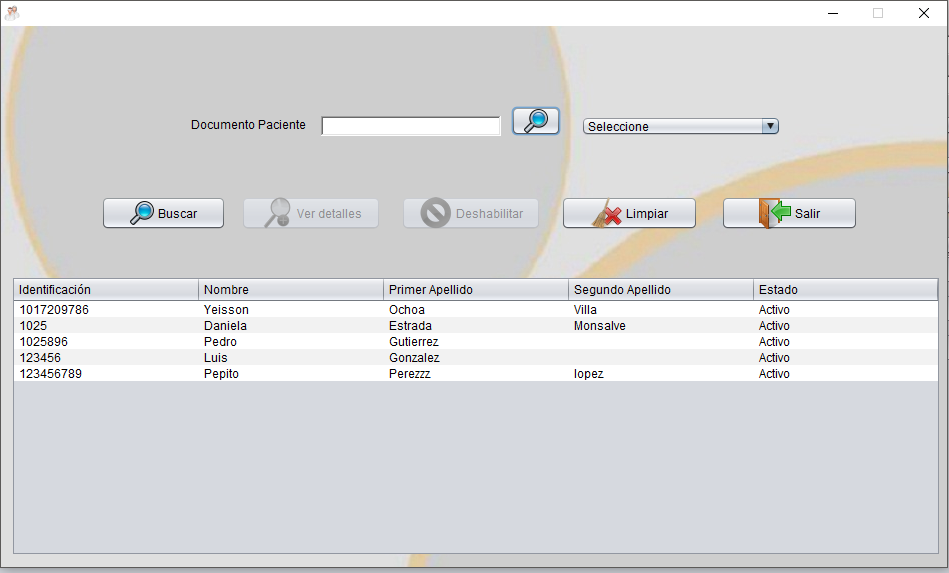 Documento Paciente Seleccione
Buscar Ver detalles Deshabilitar Limpiar Salir
Identificación Nombre Primer Apellido Segundo Apellido Estado
1017209786 Yeisson Ochoa Villa Activo
1025 Daniela Estrada Monsalve Activo
1025896 Pedro Gutierrez Activo
123456 Luis Gonzalez Activo
123456789 Pepito Perezzz lopez Activo